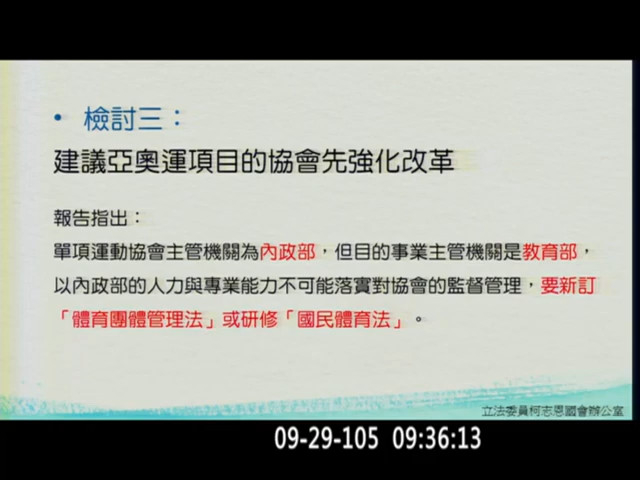 • 檢討三：
建議亞奧運項目的協會先強化改革
報告指出：
單項運動協會主管機關為內政部，但目的事業主管機關是教育部，
以內政部的人力與專業能力不可能落實對協會的監督管理，要新訂
「體育團體管理法」或研修「國民體育法」。
立法委員柯志恩國會辦公室
09-29-105 09:36:13